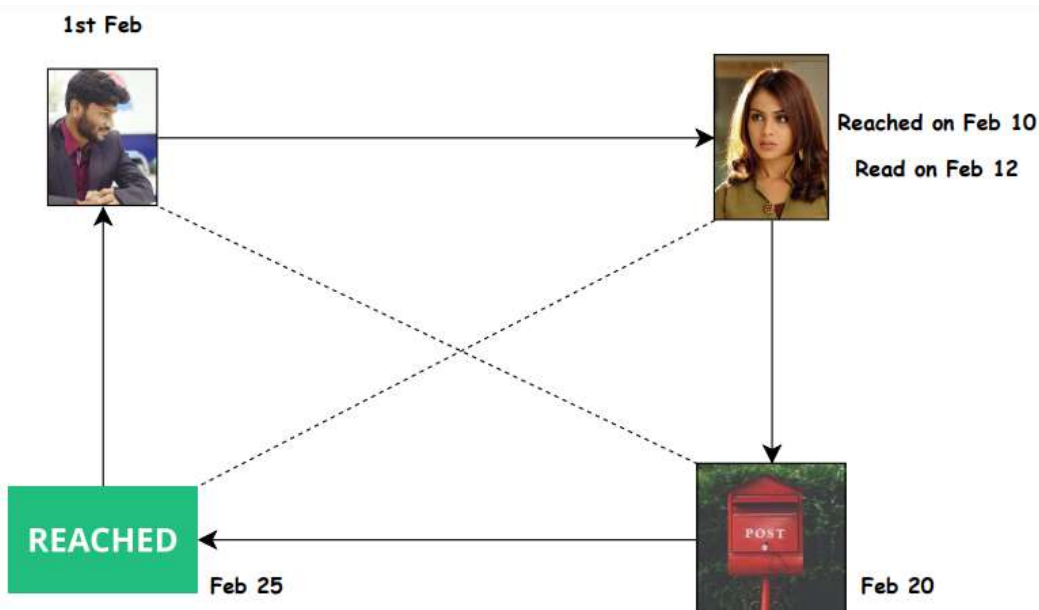 1st Feb
Reached on Feb 10
Read on Feb 12
POST
REACHED
Feb 25
Feb 20